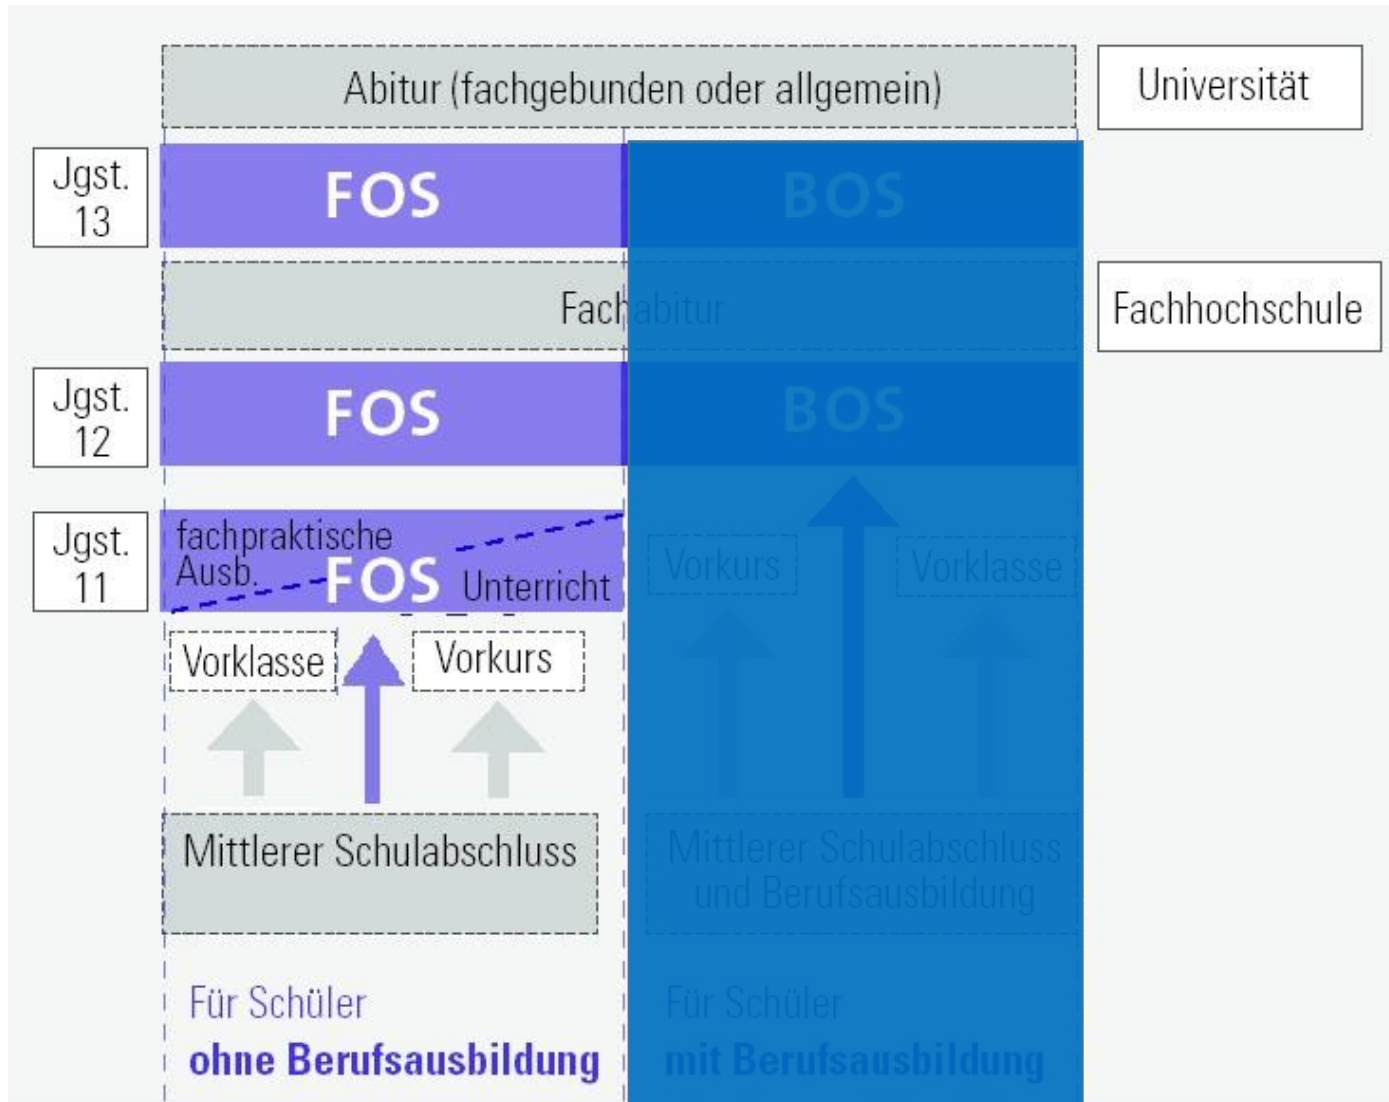 Abitur (fachgebunden oder allgemein)
Universität
Jgst.
13
FOS
BOS
Fachabitur
Fachhochschule
Jgst.
12
FOS
BOS
Jgst.
11
fachpraktische
Ausb.
FOS
Unterricht
Vorkurs
Vorklasse
Vorklasse
Vorkurs
Mittlerer Schulabschluss
Mittlerer Schulabschluss
und Berufsausbildung
Für Schüler
ohne Berufsausbildung
Für Schüler
mit Berufsausbildung